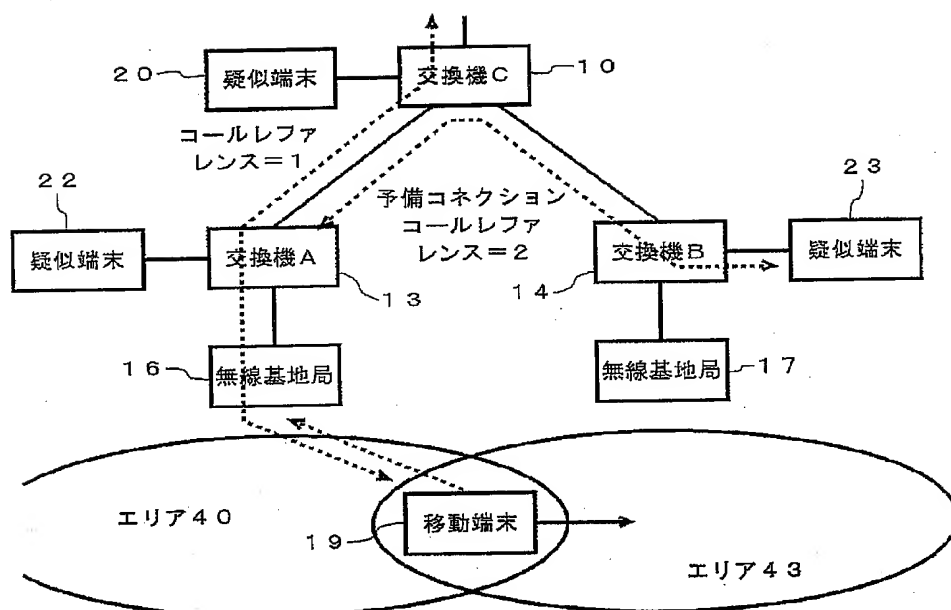 20
疑似端末
交換機C
10
コールレファ
レンス=1
22
疑似端末
交換機A
13
予備コネクション
コールレファ
レンス=2
23
交換機B
疑似端末
14
16
無線基地局
無線基地局
17
エリア40
19
移動端末
エリア43